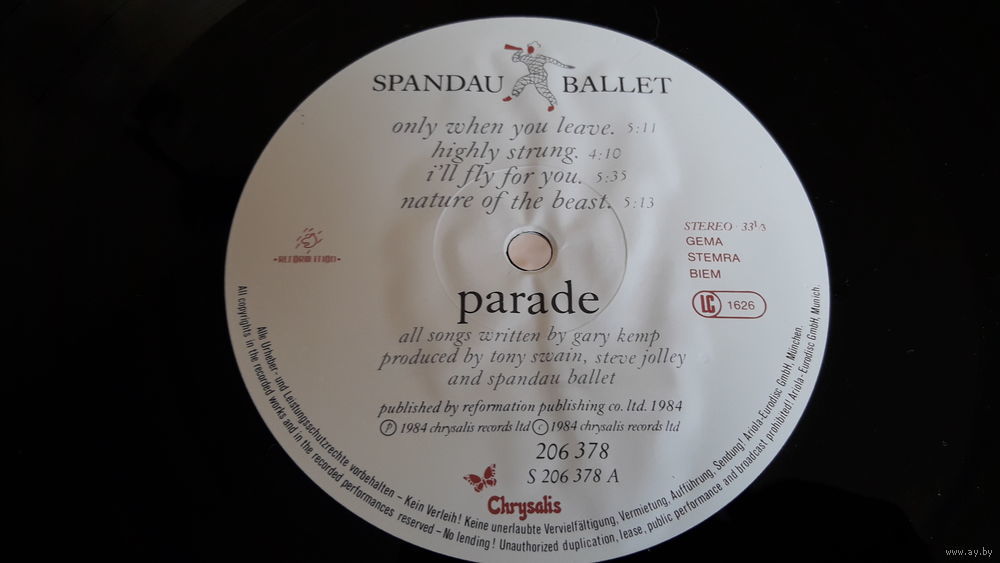 SPANDAU BALLET
only when you leave. 5:11
highly strung. 4:10
i'll fly for you. 5:35
nature of the beast. 5:13
-REFORMATION-
STEREO 33 1/3
GEMA
STEMRA
BIEM
LC 1626
parade
all songs written by gary kemp
produced by tony swain, steve jolley
and spandau ballet
published by reformation publishing co. ltd. 1984
Ⓟ 1984 chrysalis records ltd Ⓒ 1984 chrysalis records ltd
206 378
S 206 378 A
Chrysalis
Alle Urheber- und Leistungsschutzrechte vorbehalten – Kein Verleih! Keine unerlaubte Vervielfältigung, Vermietung, Aufführung, Sendung! Ariola-Eurodisc GmbH, München.
All copyrights in the recorded works and in the recorded performances reserved – No lending! Unauthorized duplication, lease, public performance and broadcast prohibited! Ariola-Eurodisc GmbH, Munich.
www.ay.by